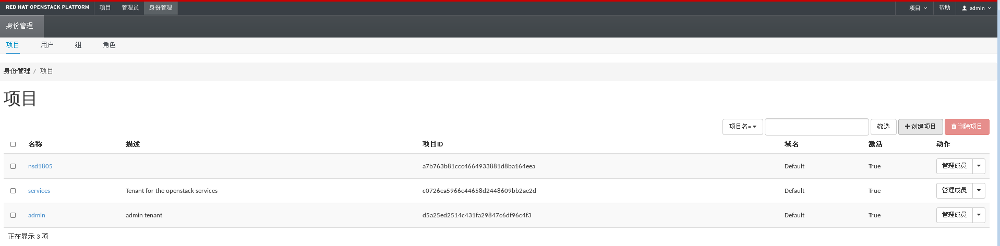 RED HAT OPENSTACK PLATFORM 项目 管理员 身份管理 项目 帮助 admin
身份管理
项目 用户 组 角色
身份管理 / 项目
项目
项目名= 筛选 创建项目 删除项目
名称 描述 项目ID 域名 激活 动作
nsd1805 a7b763b81ccc4664933881d8ba164eea Default True 管理成员
services Tenant for the openstack services c0726ea5966c44658d2448609bb2ae2d Default True 管理成员
admin admin tenant d5a25ed2514c431fa29847c6df96c4f3 Default True 管理成员
正在显示 3 项